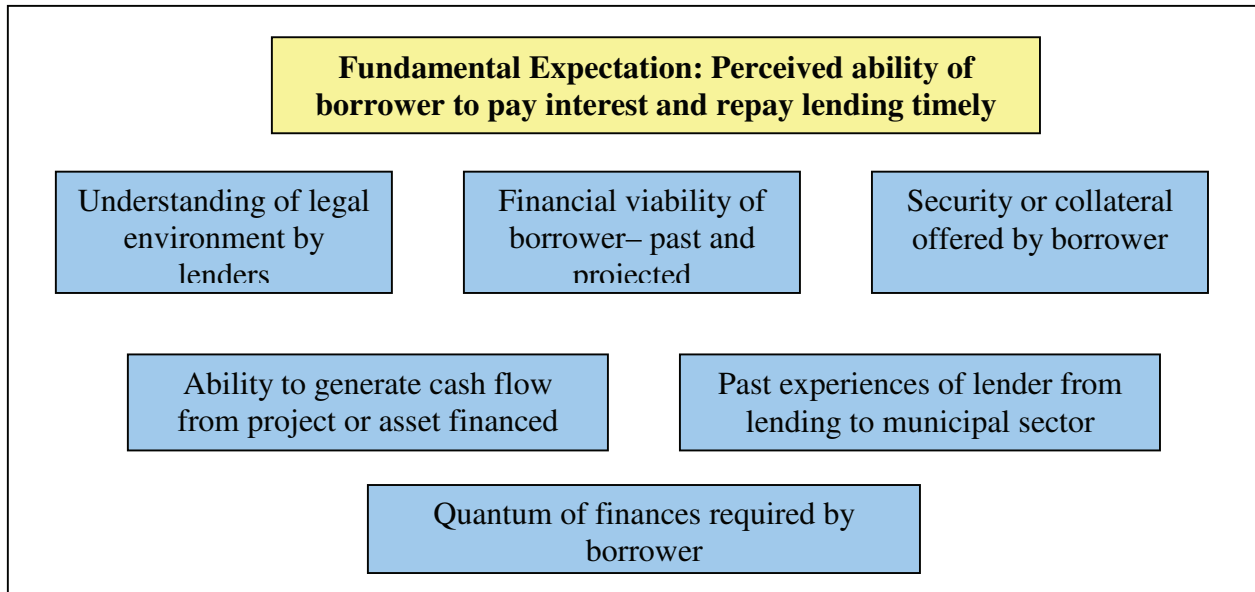 Fundamental Expectation: Perceived ability of
borrower to pay interest and repay lending timely
Understanding of legal
environment by
lenders
Financial viability of
borrower– past and
projected
Security or collateral
offered by borrower
Ability to generate cash flow
from project or asset financed
Past experiences of lender from
lending to municipal sector
Quantum of finances required by
borrower